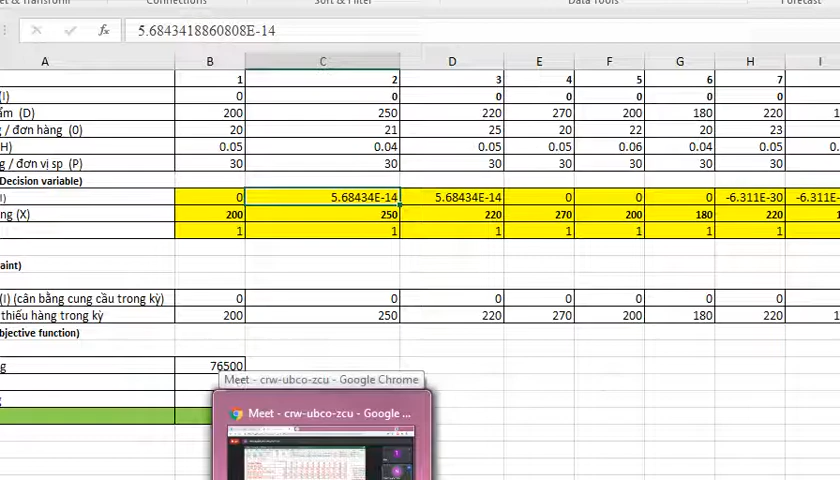 Connections Data Tools Forecast
fx 5.6843418860808E-14
A B C D E F G H I
1 2 3 4 5 6 7
(I) 0 0 0 0 0 0 0
ẩm (D) 200 250 220 270 200 180 220 1
g / đơn hàng (0) 20 21 25 20 22 20 23
H) 0.05 0.04 0.05 0.05 0.06 0.04 0.05 0.
g / đơn vị sp (P) 30 30 30 30 30 30 30
Decision variable)
I) 0 5.68434E-14 5.68434E-14 0 0 0 -6.311E-30 -6.311E-
ng (X) 200 250 220 270 200 180 220 1
1 1 1 1 1 1 1
aint)
(I) (cân bằng cung cầu trong kỳ) 0 0 0 0 0 0 0
thiếu hàng trong kỳ 200 250 220 270 200 180 220 1
bjective function)
g 76500
Meet - crw-ubco-zcu - Google Chrome
g
Meet - crw-ubco-zcu - Google ...